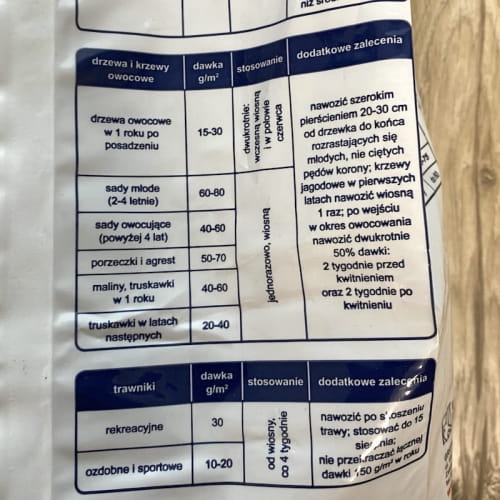 niż
drzewa i krzewy
owocowe
dawka
g/m²
stosowanie
dodatkowe zalecenia
drzewa owocowe
w 1 roku po
posadzeniu
15-30
dwukrotnie:
wczesną wiosną
i w połowie
czerwca
sady młode
(2-4 letnie)
60-80
sady owocujące
(powyżej 4 lat)
40-60
porzeczki i agrest
50-70
maliny, truskawki
w 1 roku
40-60
truskawki w latach
następnych
20-40
jednorazowo, wiosną
nawozić szerokim
pierścieniem 20-30 cm
od drzewka do końca
rozrastających się
młodych, nie ciętych
pędów korony; krzewy
jagodowe w pierwszych
latach nawozić wiosną
1 raz; po wejściu
w okres owocowania
nawozić dwukrotnie
50% dawki:
2 tygodnie przed
kwitnieniem
oraz 2 tygodnie po
kwitnieniu
trawniki
dawka
g/m²
stosowanie
dodatkowe zalecenia
rekreacyjne
30
ozdobne i sportowe
10-20
od wiosny,
co 4 tygodnie
nawozić po skoszeniu
trawy; stosować do 15
sierpnia;
nie przekraczać łącznej
dawki 150 g/m² w roku